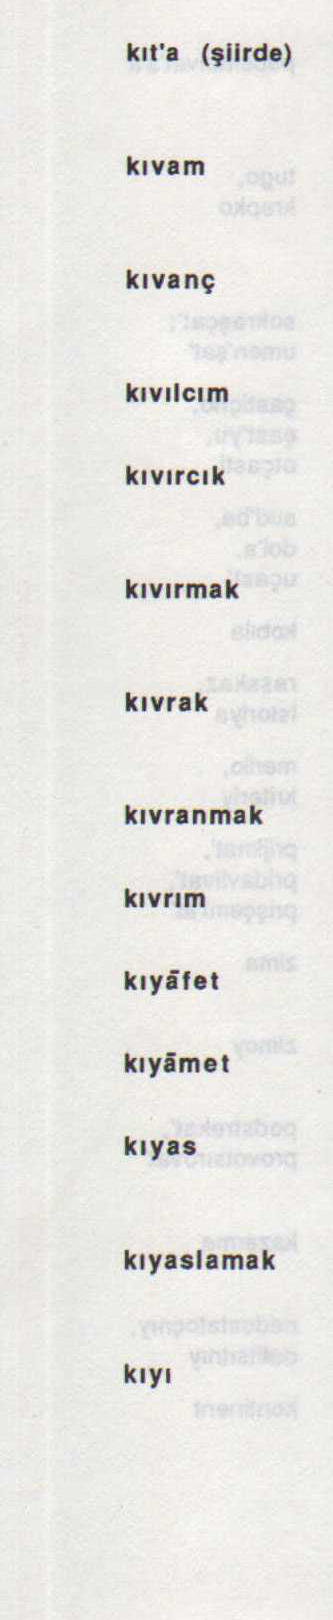 kıt'a (şiirde)
kıvam
kıvanç
kıvılcım
kıvırcık
kıvırmak
kıvrak
kıvranmak
kıvrım
kıyāfet
kıyāmet
kıyas
kıyaslamak
kıyı